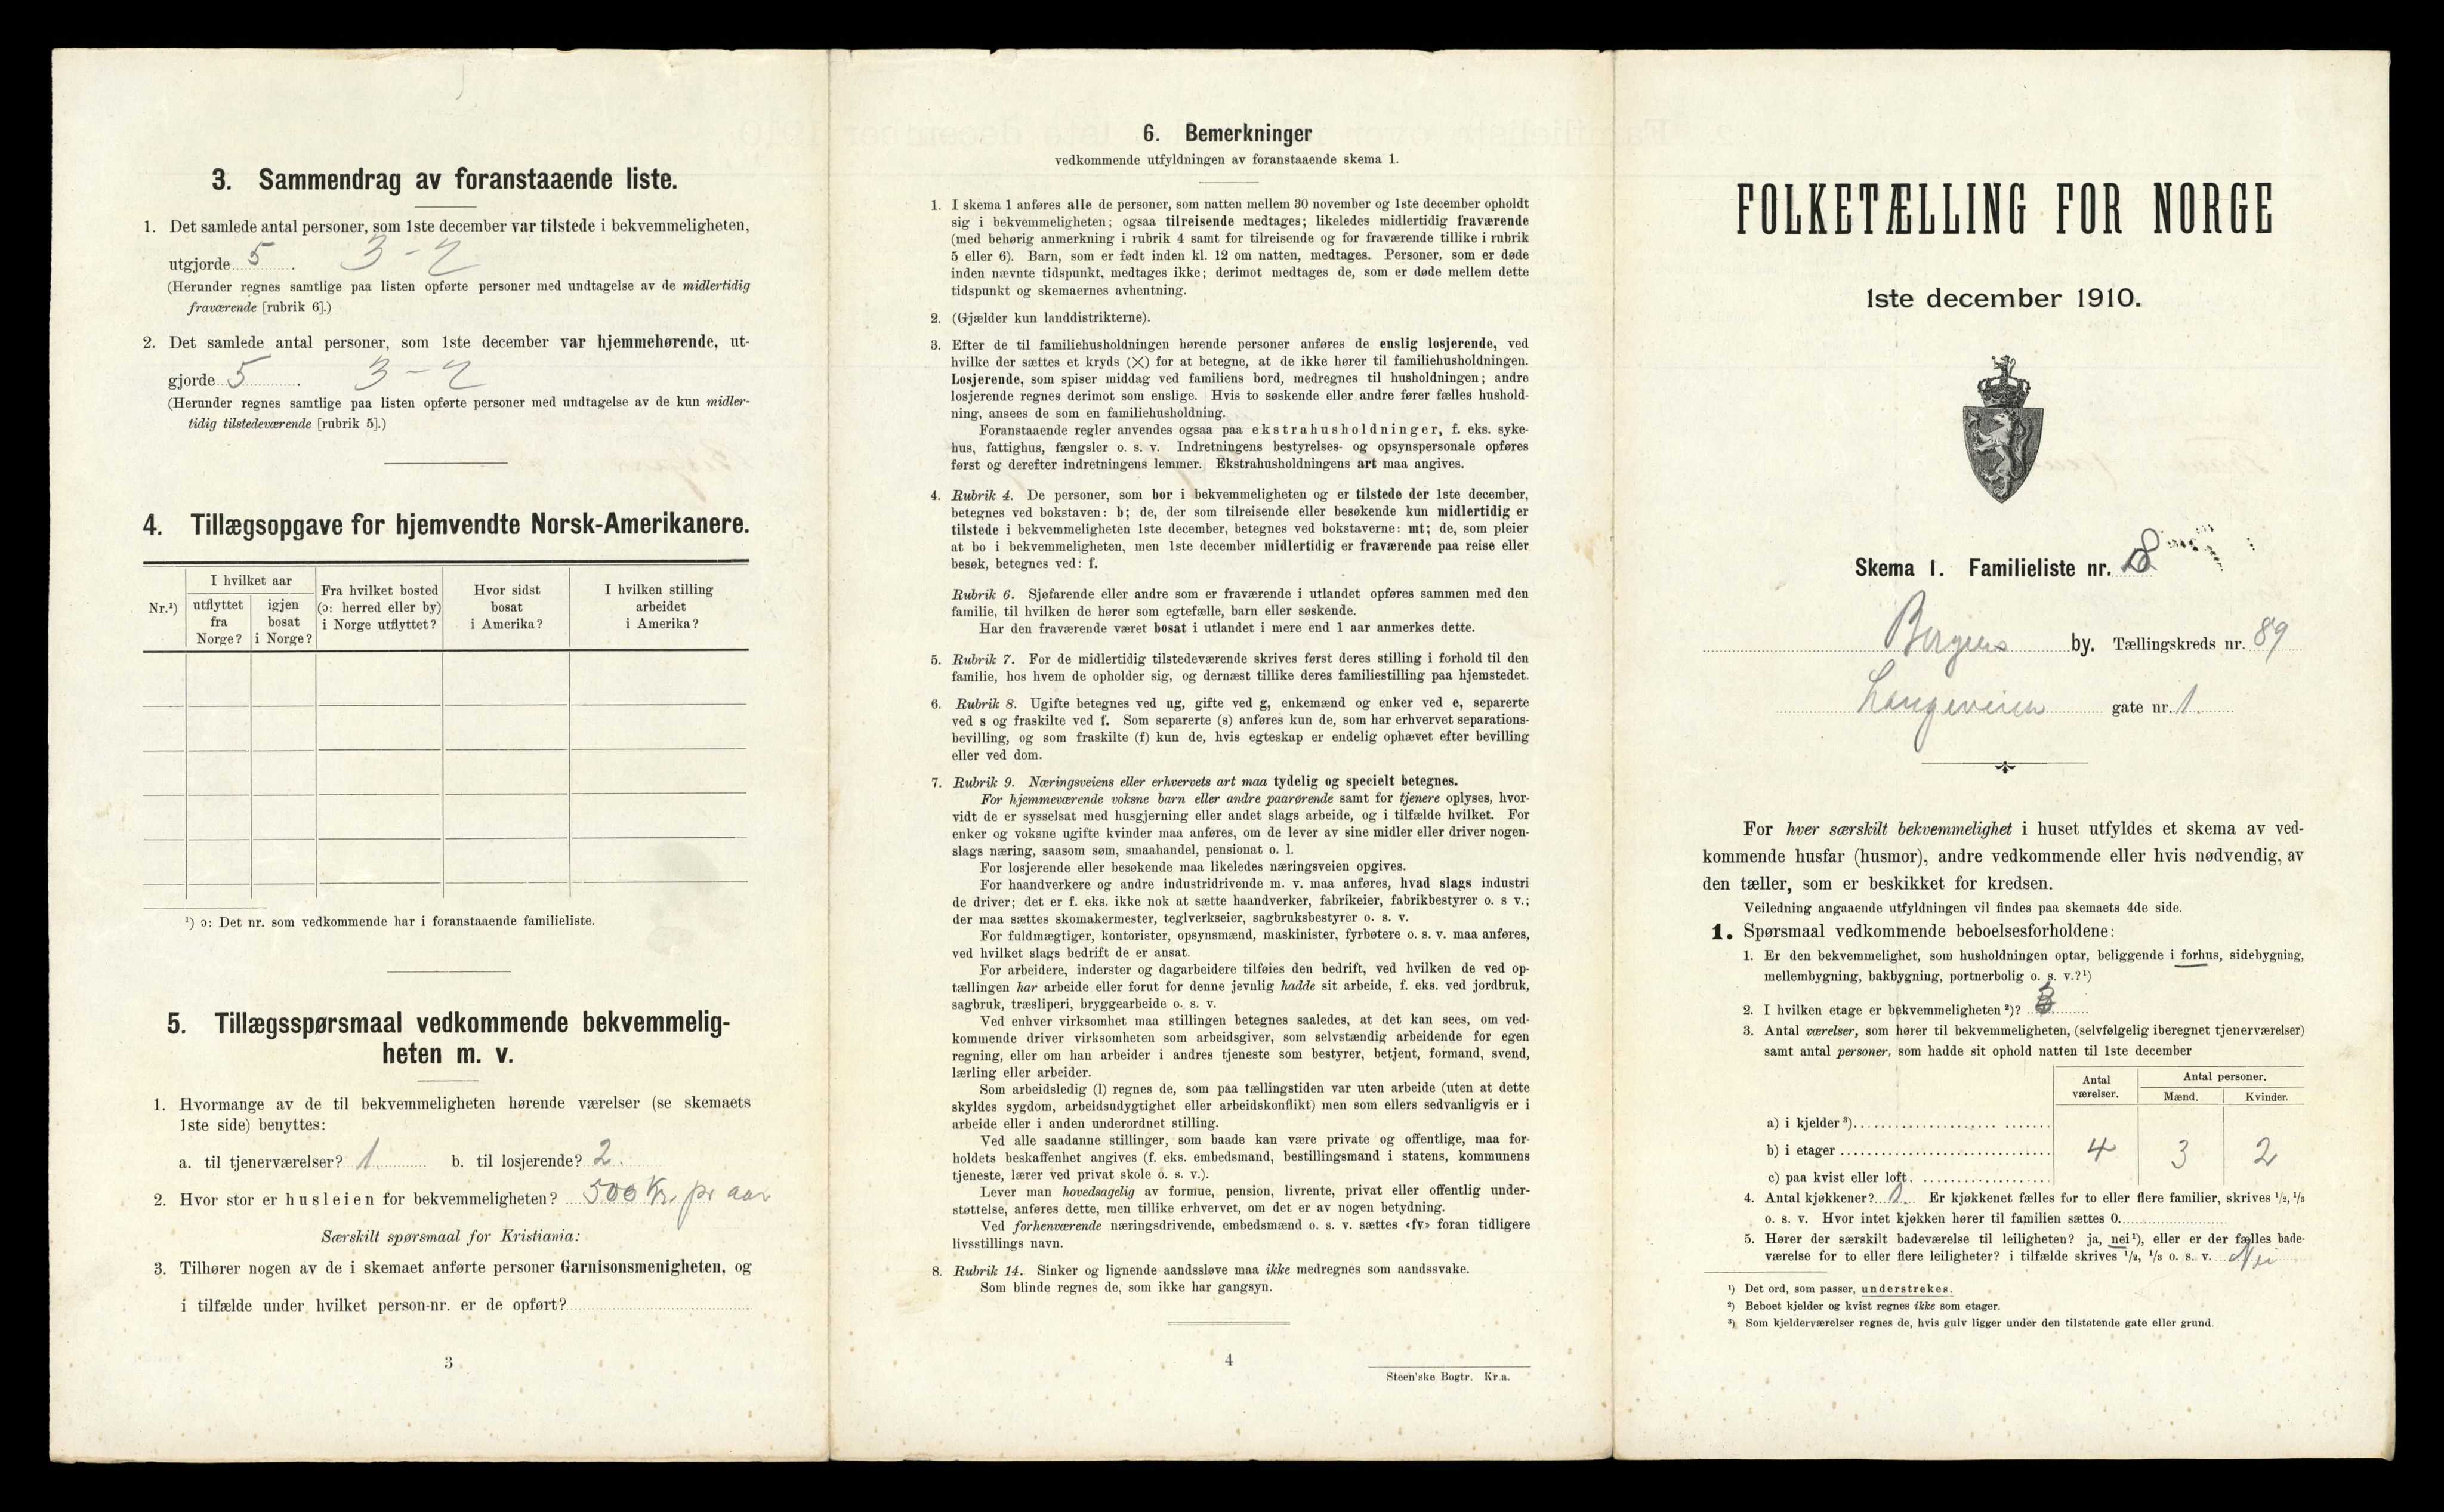 3. Sammendrag av foranstaaende liste.
1. Det samlede antal personer, som 1ste december var tilstede i bekvemmeligheten,
utgjorde 5. 3-2
(Herunder regnes samtlige paa listen opførte personer med undtagelse av de midlertidig
fraværende [rubrik 6].)
2. Det samlede antal personer, som 1ste december var hjemmehørende, ut-
gjorde 5. 3-2
(Herunder regnes samtlige paa listen opførte personer med undtagelse av de kun midler-
tidig tilstedeværende [rubrik 5].)
4. Tillægsopgave for hjemvendte Norsk-Amerikanere.
Nr.¹)
I hvilket aar
utflyttet fra Norge?
igjen bosat i Norge?
Fra hvilket bosted (ɔ: herred eller by) i Norge utflyttet?
Hvor sidst bosat i Amerika?
I hvilken stilling arbeidet i Amerika?
¹) ɔ: Det nr. som vedkommende har i foranstaaende familieliste.
5. Tillægsspørsmaal vedkommende bekvemmelig-
heten m. v.
1. Hvormange av de til bekvemmeligheten hørende værelser (se skemaets
1ste side) benyttes:
a. til tjenerværelser? 1. b. til losjerende? 2.
2. Hvor stor er husleien for bekvemmeligheten? 500 Kr. pr aar
Særskilt spørsmaal for Kristiania:
3. Tilhører nogen av de i skemaet anførte personer Garnisonsmenigheten, og
i tilfælde under hvilket person-nr. er de opført?
3
6. Bemerkninger
vedkommende utfyldningen av foranstaaende skema 1.
1. I skema 1 anføres alle de personer, som natten mellem 30 november og 1ste december opholdt
sig i bekvemmeligheten; ogsaa tilreisende medtages; likeledes midlertidig fraværende
(med behørig anmerkning i rubrik 4 samt for tilreisende og for fraværende tillike i rubrik
5 eller 6). Barn, som er født inden kl. 12 om natten, medtages. Personer, som er døde
inden nævnte tidspunkt, medtages ikke; derimot medtages de, som er døde mellem dette
tidspunkt og skemaernes avhentning.
2. (Gjælder kun landdistrikterne).
3. Efter de til familiehusholdningen hørende personer anføres de enslig losjerende, ved
hvilke der sættes et kryds (×) for at betegne, at de ikke hører til familiehusholdningen.
Losjerende, som spiser middag ved familiens bord, medregnes til husholdningen; andre
losjerende regnes derimot som enslige. Hvis to søskende eller andre fører fælles hushold-
ning, ansees de som en familiehusholdning.
Foranstaaende regler anvendes ogsaa paa ekstrahusholdninger, f. eks. syke-
hus, fattighus, fængsler o. s. v. Indretningens bestyrelses- og opsynspersonale opføres
først og derefter indretningens lemmer. Ekstrahusholdningens art maa angives.
4. Rubrik 4. De personer, som bor i bekvemmeligheten og er tilstede der 1ste december,
betegnes ved bokstaven: b; de, der som tilreisende eller besøkende kun midlertidig er
tilstede i bekvemmeligheten 1ste december, betegnes ved bokstaverne: mt; de, som pleier
at bo i bekvemmeligheten, men 1ste december midlertidig er fraværende paa reise eller
besøk, betegnes ved: f.
Rubrik 6. Sjøfarende eller andre som er fraværende i utlandet opføres sammen med den
familie, til hvilken de hører som egtefælle, barn eller søskende.
Har den fraværende været bosat i utlandet i mere end 1 aar anmerkes dette.
5. Rubrik 7. For de midlertidig tilstedeværende skrives først deres stilling i forhold til den
familie, hos hvem de opholder sig, og dernæst tillike deres familiestilling paa hjemstedet.
6. Rubrik 8. Ugifte betegnes ved ug, gifte ved g, enkemænd og enker ved e, separerte
ved s og fraskilte ved f. Som separerte (s) anføres kun de, som har erhvervet separations-
bevilling, og som fraskilte (f) kun de, hvis egteskap er endelig ophævet efter bevilling
eller ved dom.
7. Rubrik 9. Næringsveiens eller erhvervets art maa tydelig og specielt betegnes.
For hjemmeværende voksne barn eller andre paarørende samt for tjenere oplyses, hvor-
vidt de er sysselsat med husgjerning eller andet slags arbeide, og i tilfælde hvilket. For
enker og voksne ugifte kvinder maa anføres, om de lever av sine midler eller driver nogen-
slags næring, saasom søm, smaahandel, pensionat o. l.
For losjerende eller besøkende maa likeledes næringsveien opgives.
For haandverkere og andre industridrivende m. v. maa anføres, hvad slags industri
de driver; det er f. eks. ikke nok at sætte haandverker, fabrikeier, fabrikbestyrer o. s v.;
der maa sættes skomakermester, teglverkseier, sagbruksbestyrer o. s. v.
For fuldmægtiger, kontorister, opsynsmænd, maskinister, fyrbøtere o. s. v. maa anføres,
ved hvilket slags bedrift de er ansat.
For arbeidere, inderster og dagarbeidere tilføies den bedrift, ved hvilken de ved op-
tællingen har arbeide eller forut for denne jevnlig hadde sit arbeide, f. eks. ved jordbruk,
sagbruk, træsliperi, bryggearbeide o. s. v.
Ved enhver virksomhet maa stillingen betegnes saaledes, at det kan sees, om ved-
kommende driver virksomheten som arbeidsgiver, som selvstændig arbeidende for egen
regning, eller om han arbeider i andres tjeneste som bestyrer, betjent, formand, svend,
lærling eller arbeider.
Som arbeidsledig (l) regnes de, som paa tællingstiden var uten arbeide (uten at dette
skyldes sygdom, arbeidsudygtighet eller arbeidskonflikt) men som ellers sedvanligvis er i
arbeide eller i anden underordnet stilling.
Ved alle saadanne stillinger, som baade kan være private og offentlige, maa for-
holdets beskaffenhet angives (f. eks. embedsmand, bestillingsmand i statens, kommunens
tjeneste, lærer ved privat skole o. s. v.).
Lever man hovedsagelig av formue, pension, livrente, privat eller offentlig under-
støttelse, anføres dette, men tillike erhvervet, om det er av nogen betydning.
Ved forhenværende næringsdrivende, embedsmænd o. s. v. sættes «fv» foran tidligere
livsstillings navn.
8. Rubrik 14. Sinker og lignende aandssløve maa ikke medregnes som aandssvake.
Som blinde regnes de, som ikke har gangsyn.
4
Steen'ske Bogtr. Kr.a.
FOLKETÆLLING FOR NORGE
1ste december 1910.
Skema 1. Familieliste nr. 8
Bergens by. Tællingskreds nr. 89
Langeveien gate nr. 1.
For hver særskilt bekvemmelighet i huset utfyldes et skema av ved-
kommende husfar (husmor), andre vedkommende eller hvis nødvendig, av
den tæller, som er beskikket for kredsen.
Veiledning angaaende utfyldningen vil findes paa skemaets 4de side.
1. Spørsmaal vedkommende beboelsesforholdene:
1. Er den bekvemmelighet, som husholdningen optar, beliggende i forhus, sidebygning,
mellembygning, bakbygning, portnerbolig o. s. v.?¹)
2. I hvilken etage er bekvemmeligheten²)?
3. Antal værelser, som hører til bekvemmeligheten, (selvfølgelig iberegnet tjenerværelser)
samt antal personer, som hadde sit ophold natten til 1ste december
Antal værelser.
Antal personer.
Mænd. Kvinder.
a) i kjelder³)
b) i etager 4 3 2
c) paa kvist eller loft
4. Antal kjøkkener? 1. Er kjøkkenet fælles for to eller flere familier, skrives ¹/₂, ¹/₃
o. s. v. Hvor intet kjøkken hører til familien sættes 0.
5. Hører der særskilt badeværelse til leiligheten? ja, nei¹), eller er der fælles bade-
værelse for to eller flere leiligheter? i tilfælde skrives ¹/₂, ¹/₃ o. s. v. Nei
¹) Det ord, som passer, understrekes.
²) Beboet kjelder og kvist regnes ikke som etager.
³) Som kjelderværelser regnes de, hvis gulv ligger under den tilstøtende gate eller grund.